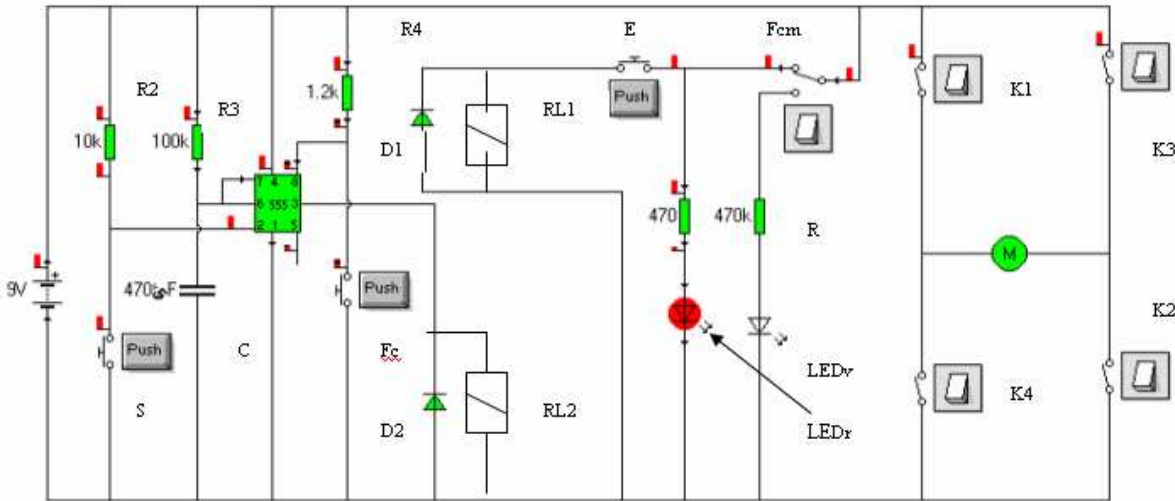 R4 E Fcm
R2 R3 1.2k RL1 K1
10k 100k Push
D1 K3
7 4 8
6 555 3
2 1 5
470 470k R
M
9V 470 F Push
Push C Fc K2
LEDv
S RL2 K4
D2 LEDr